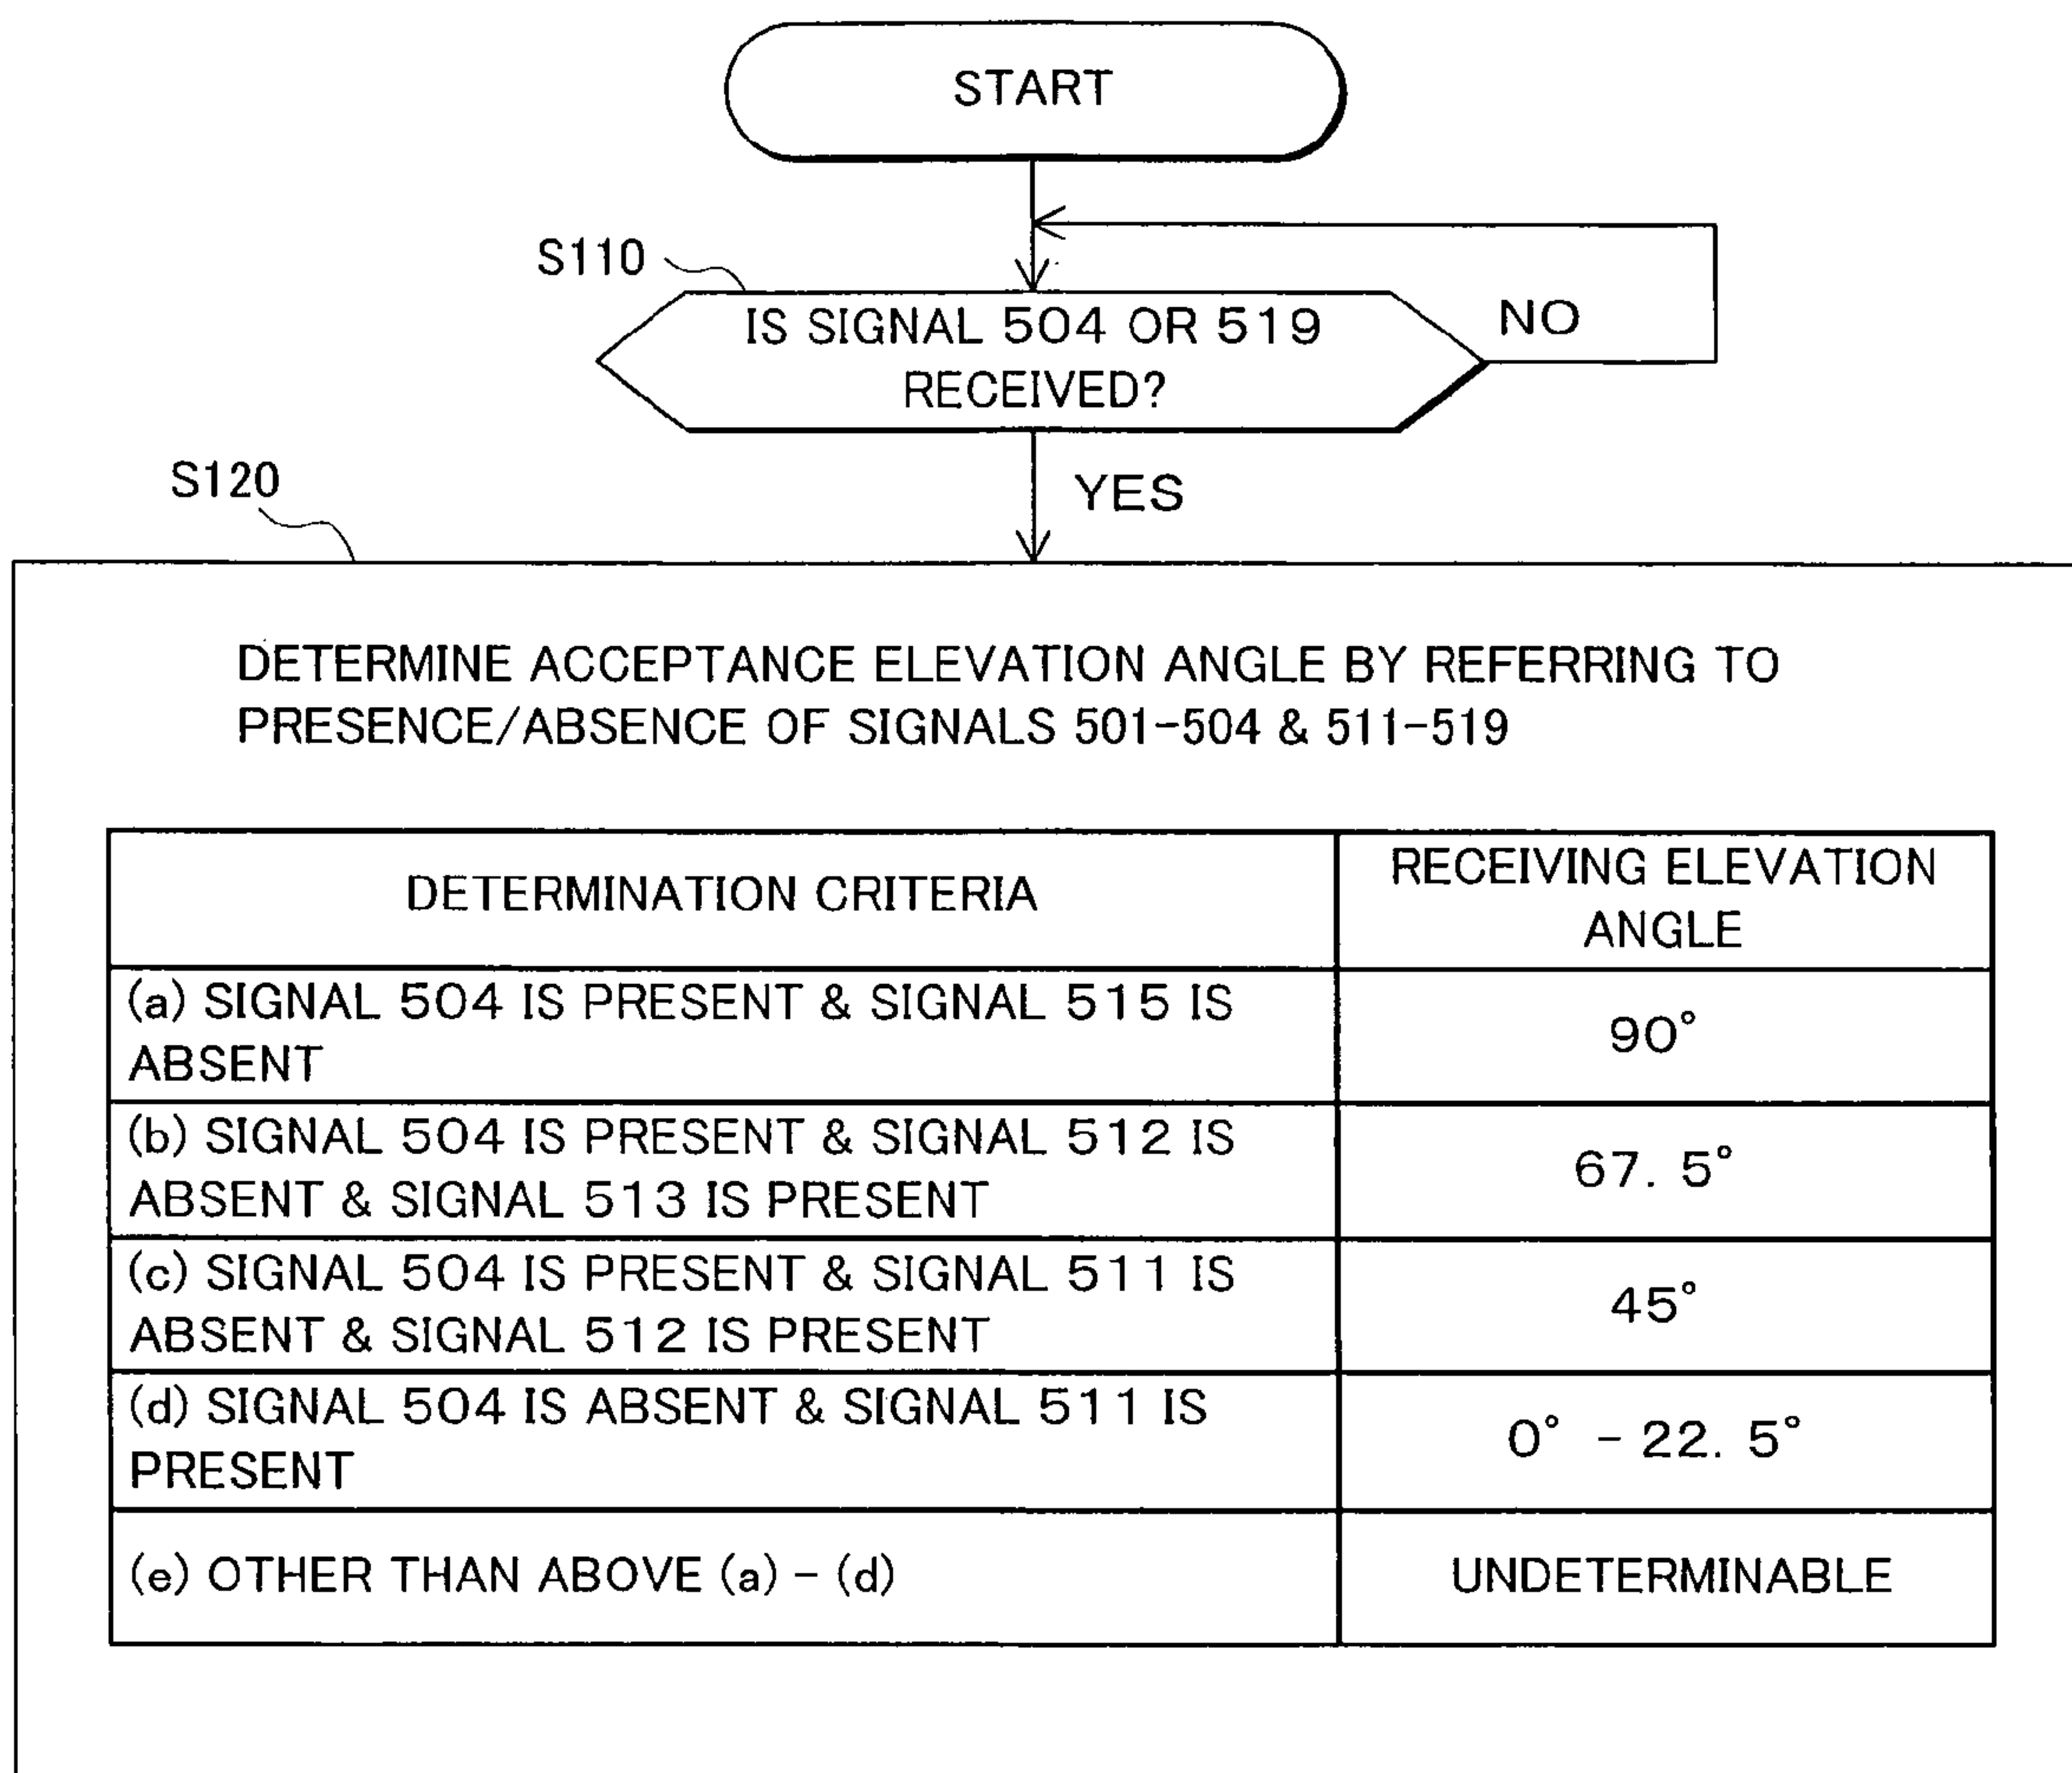 START
S110
IS SIGNAL 504 OR 519
RECEIVED?
NO
YES
S120
DETERMINE ACCEPTANCE ELEVATION ANGLE BY REFERRING TO
PRESENCE/ABSENCE OF SIGNALS 501-504 & 511-519
DETERMINATION CRITERIA
RECEIVING ELEVATION
ANGLE
(a) SIGNAL 504 IS PRESENT & SIGNAL 515 IS
ABSENT
90°
(b) SIGNAL 504 IS PRESENT & SIGNAL 512 IS
ABSENT & SIGNAL 513 IS PRESENT
67. 5°
(c) SIGNAL 504 IS PRESENT & SIGNAL 511 IS
ABSENT & SIGNAL 512 IS PRESENT
45°
(d) SIGNAL 504 IS ABSENT & SIGNAL 511 IS
PRESENT
0° - 22. 5°
(e) OTHER THAN ABOVE (a) - (d)
UNDETERMINABLE